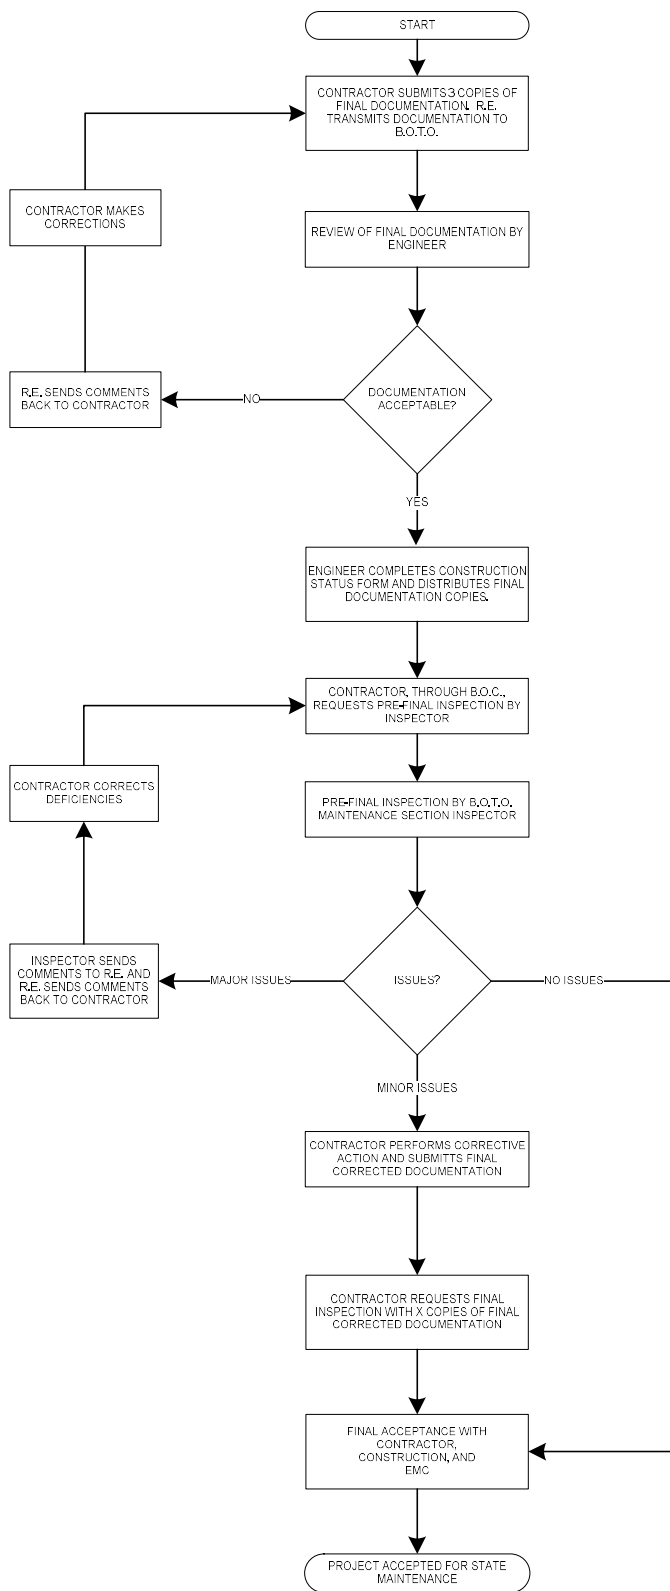 START
CONTRACTOR SUBMITS 3 COPIES OF
FINAL DOCUMENTATION. R.E.
TRANSMITS DOCUMENTATION TO
B.O.T.O.
CONTRACTOR MAKES
CORRECTIONS
REVIEW OF FINAL DOCUMENTATION BY
ENGINEER
R.E. SENDS COMMENTS
BACK TO CONTRACTOR
NO
DOCUMENTATION
ACCEPTABLE?
YES
ENGINEER COMPLETES CONSTRUCTION
STATUS FORM AND DISTRIBUTES FINAL
DOCUMENTATION COPIES.
CONTRACTOR, THROUGH B.O.C.,
REQUESTS PRE-FINAL INSPECTION BY
INSPECTOR
CONTRACTOR CORRECTS
DEFICIENCIES
PRE-FINAL INSPECTION BY B.O.T.O.
MAINTENANCE SECTION INSPECTOR
INSPECTOR SENDS
COMMENTS TO R.E. AND
R.E. SENDS COMMENTS
BACK TO CONTRACTOR
MAJOR ISSUES
ISSUES?
NO ISSUES
MINOR ISSUES
CONTRACTOR PERFORMS CORRECTIVE
ACTION AND SUBMITTS FINAL
CORRECTED DOCUMENTATION
CONTRACTOR REQUESTS FINAL
INSPECTION WITH X COPIES OF FINAL
CORRECTED DOCUMENTATION
FINAL ACCEPTANCE WITH
CONTRACTOR,
CONSTRUCTION, AND
EMC
PROJECT ACCEPTED FOR STATE
MAINTENANCE